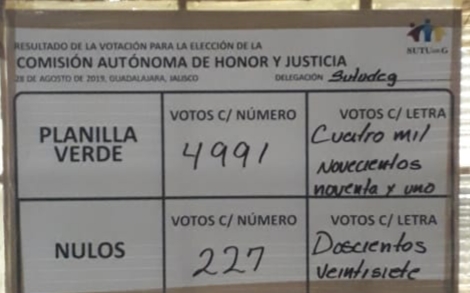 RESULTADO DE LA VOTACIÓN PARA LA ELECCIÓN DE LA
COMISIÓN AUTÓNOMA DE HONOR Y JUSTICIA
28 DE AGOSTO DE 2019, GUADALAJARA, JALISCO
DELEGACIÓN Sutudeg
SUTUdeG
PLANILLA VERDE
VOTOS C/ NÚMERO
4991
VOTOS C/ LETRA
Cuatro mil
Novecientos
noventa y uno
NULOS
VOTOS C/ NÚMERO
227
VOTOS C/ LETRA
Doscientos
veintisiete